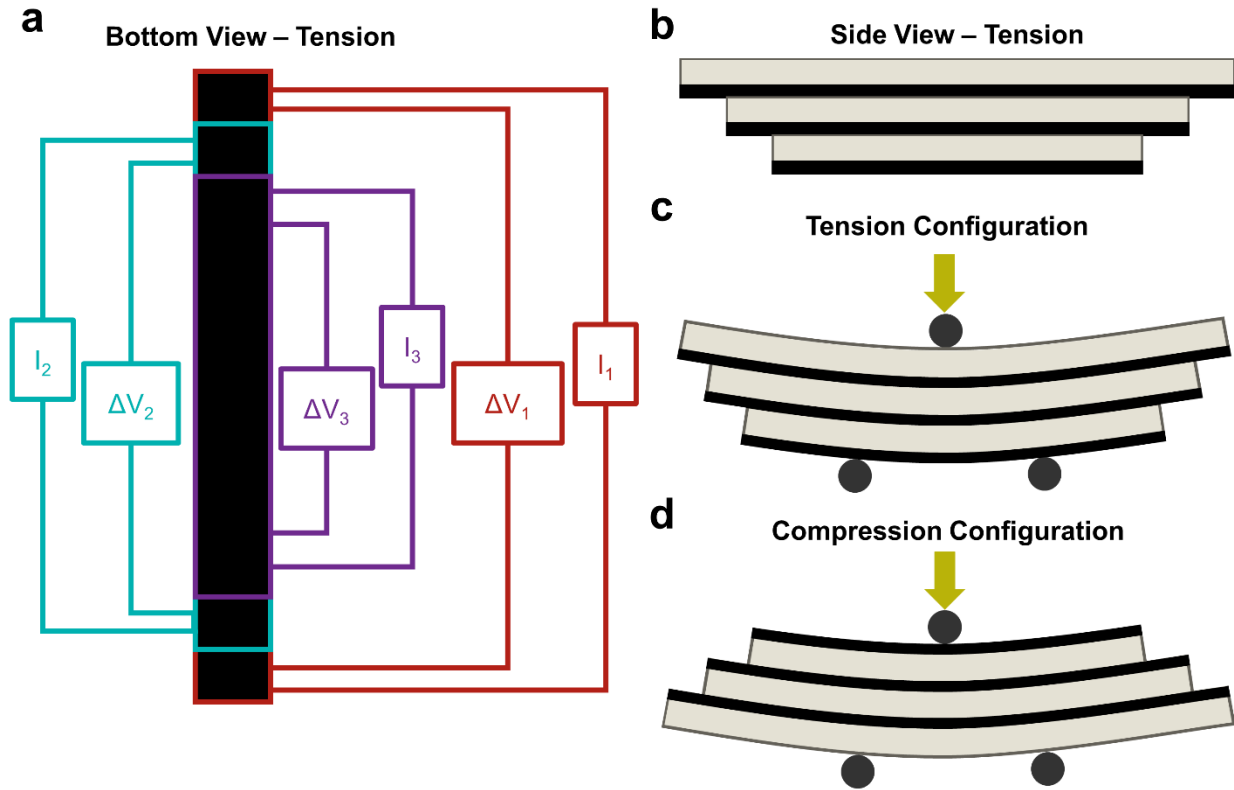 a
Bottom View – Tension
I₂
ΔV₂
ΔV₃
I₃
ΔV₁
I₁
b
Side View – Tension
c
Tension Configuration
d
Compression Configuration